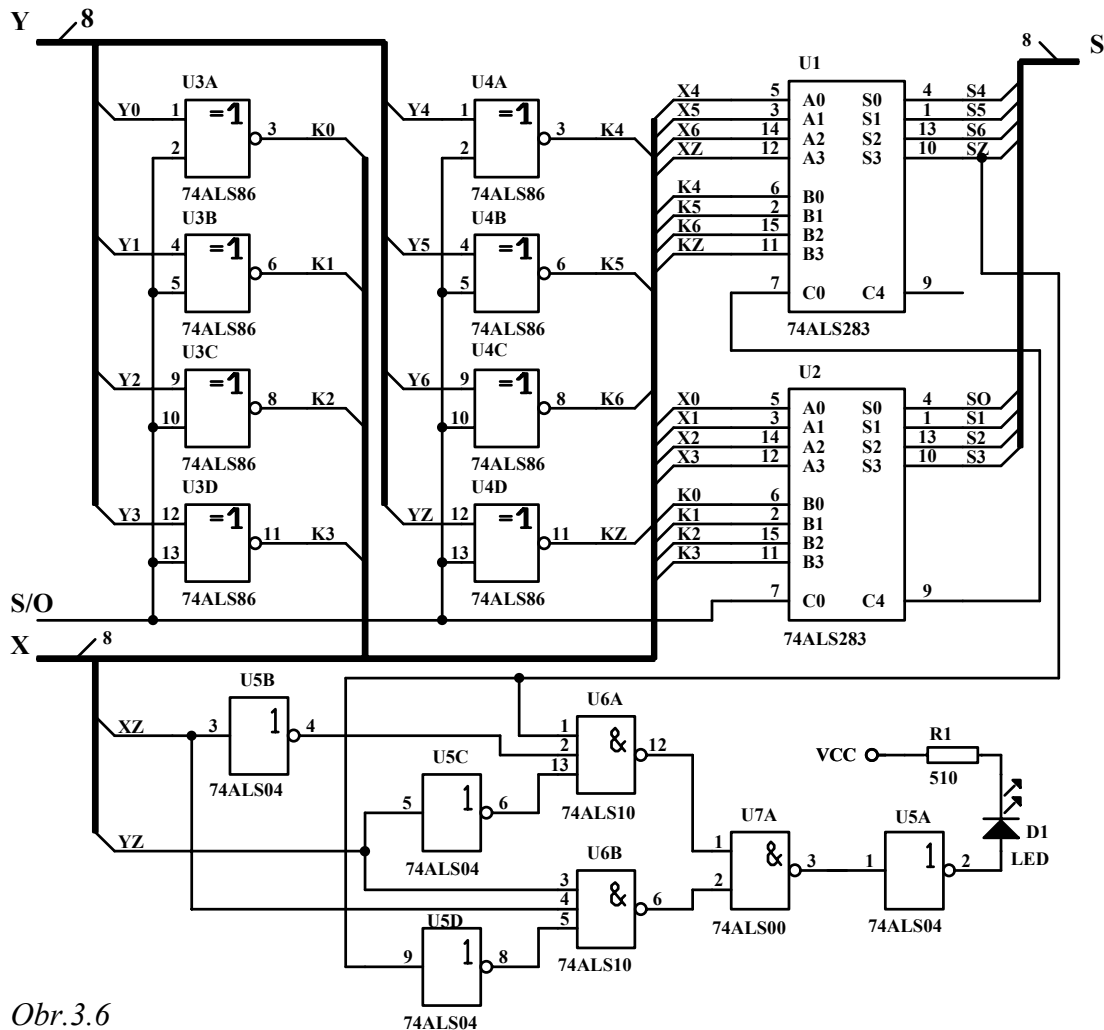 Y
8
8
S
U3A
Y0 1 =1 3 K0
2
74ALS86
U3B
Y1 4 =1 6 K1
5
74ALS86
U3C
Y2 9 =1 8 K2
10
74ALS86
U3D
Y3 12 =1 11 K3
13
74ALS86
U4A
Y4 1 =1 3 K4
2
74ALS86
U4B
Y5 4 =1 6 K5
5
74ALS86
U4C
Y6 9 =1 8 K6
10
74ALS86
U4D
YZ 12 =1 11 KZ
13
74ALS86
U1
X4 5 A0 S0 4 S4
X5 3 A1 S1 1 S5
X6 14 A2 S2 13 S6
XZ 12 A3 S3 10 SZ
K4 6 B0
K5 2 B1
K6 15 B2
KZ 11 B3
7 C0 C4 9
74ALS283
U2
X0 5 A0 S0 4 SO
X1 3 A1 S1 1 S1
X2 14 A2 S2 13 S2
X3 12 A3 S3 10 S3
K0 6 B0
K1 2 B1
K2 15 B2
K3 11 B3
7 C0 C4 9
74ALS283
S/O
X
8
U5B
XZ 3 1 4
74ALS04
U5C
5 1 6
74ALS04
YZ
U5D
9 1 8
74ALS04
U6A
1
2 & 12
13
74ALS10
U6B
3
4 & 6
5
74ALS10
U7A
1 & 3
2
74ALS00
U5A
1 1 2
74ALS04
VCC
R1
510
D1
LED
Obr.3.6